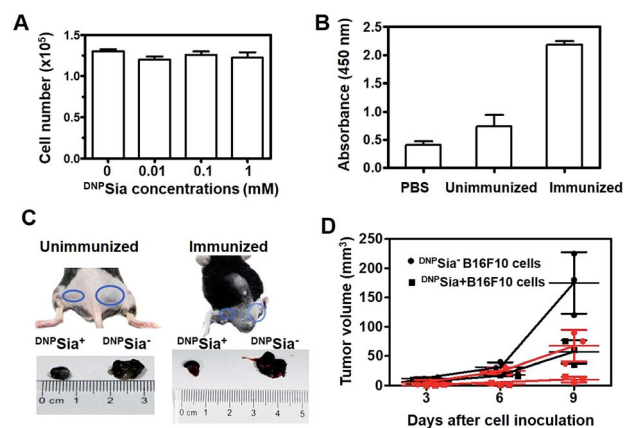 A
Cell number (x10⁵)
1.5
1.0
0.5
0.0
0 0.01 0.1 1
DNPSia concentrations (mM)
B
Absorbance (450 nm)
2.5
2.0
1.5
1.0
0.5
0.0
PBS Unimmunized Immunized
C
Unimmunized Immunized
DNPSia⁺ DNPSia⁻ DNPSia⁺ DNPSia⁻
0 cm 1 2 3
0 cm 1 2 3 4 5
D
Tumor volume (mm³)
250
200
150
100
50
0
DNPSia⁻ B16F10 cells
DNPSia+B16F10 cells
3 6 9
Days after cell inoculation